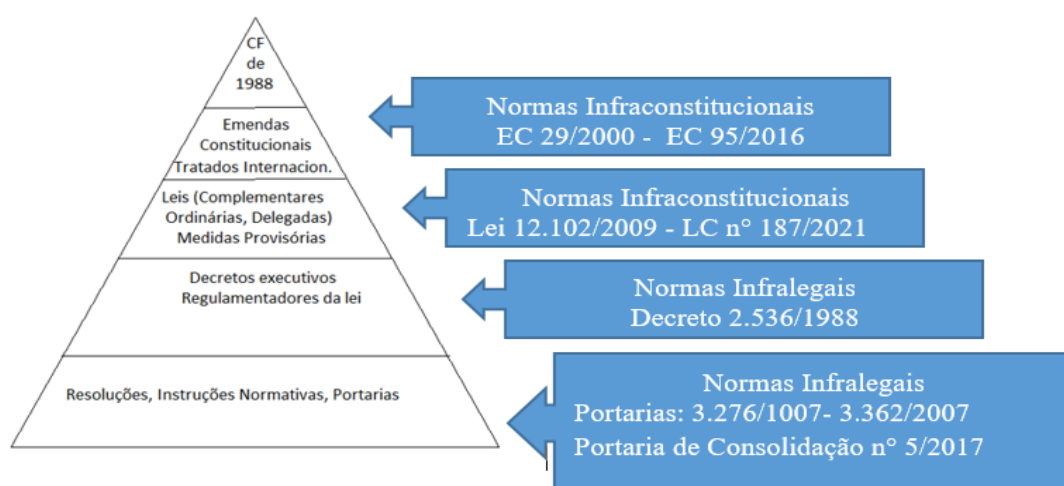 CF
de
1988
Emendas
Constitucionais
Tratados Internacion.
Normas Infraconstitucionais
EC 29/2000 - EC 95/2016
Leis (Complementares
Ordinárias, Delegadas)
Medidas Provisórias
Normas Infraconstitucionais
Lei 12.102/2009 - LC n° 187/2021
Decretos executivos
Regulamentadores da lei
Normas Infralegais
Decreto 2.536/1988
Resoluções, Instruções Normativas, Portarias
Normas Infralegais
Portarias: 3.276/1007- 3.362/2007
Portaria de Consolidação n° 5/2017